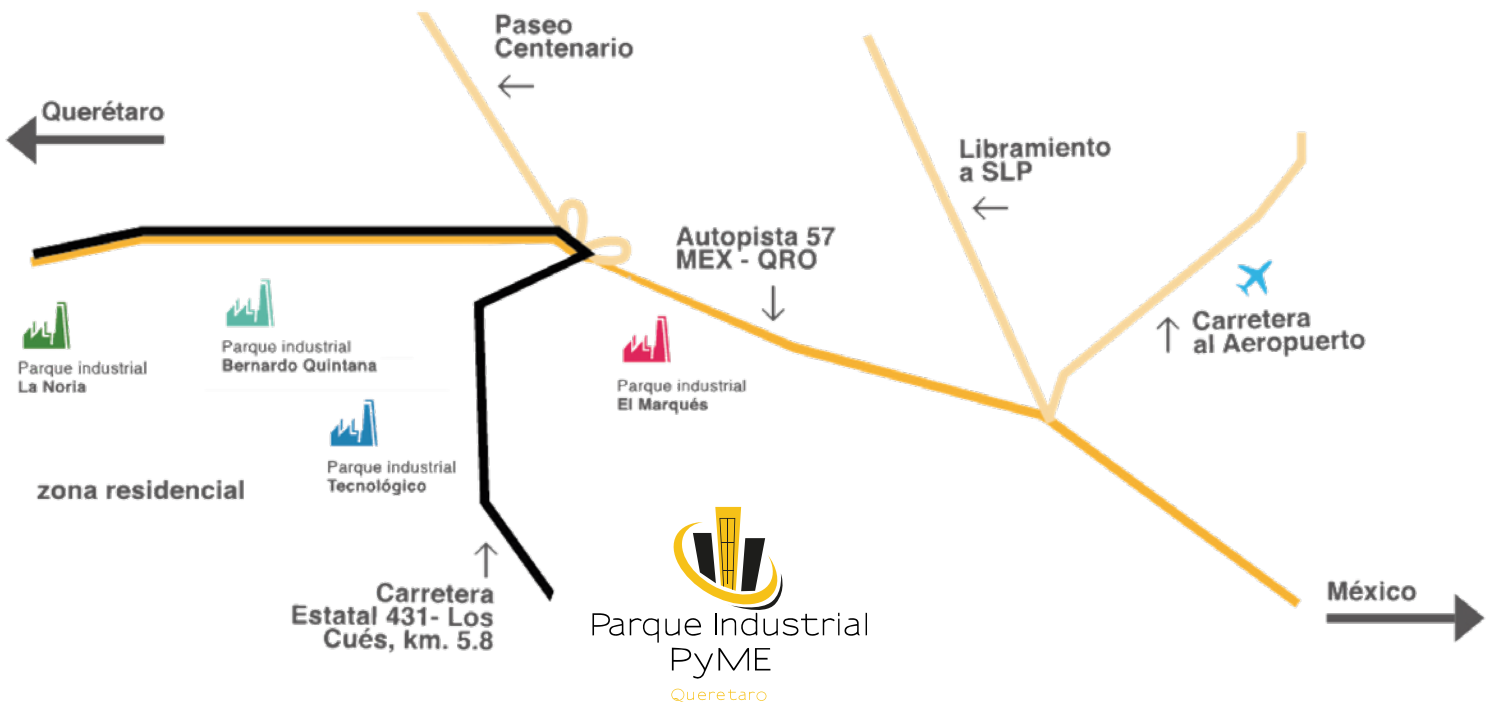 Paseo
Centenario
Querétaro
Libramiento
a SLP
Autopista 57
MEX - QRO
Carretera
al Aeropuerto
Parque industrial
La Noria
Parque industrial
Bernardo Quintana
Parque industrial
El Marqués
Parque industrial
Tecnológico
zona residencial
Carretera
Estatal 431- Los
Cués, km. 5.8
México
Parque Industrial
PyME
Queretaro